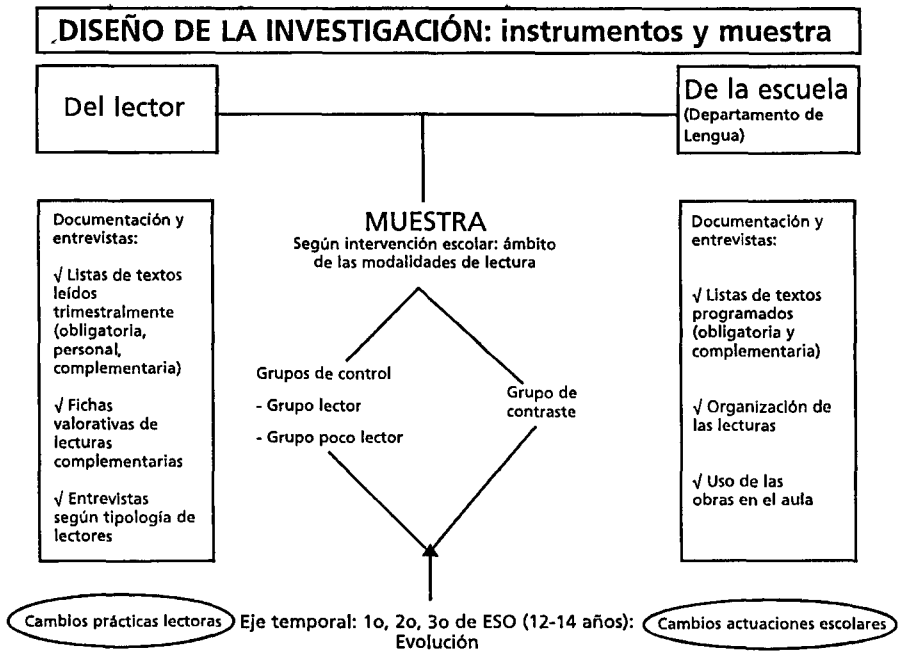 DISEÑO DE LA INVESTIGACIÓN: instrumentos y muestra
Del lector
De la escuela
(Departamento de
Lengua)
Documentación y
entrevistas:
√ Listas de textos
leídos
trimestralmente
(obligatoria,
personal,
complementaria)
√ Fichas
valorativas de
lecturas
complementarias
√ Entrevistas
según tipología de
lectores
MUESTRA
Según intervención escolar: ámbito
de las modalidades de lectura
Grupos de control
- Grupo lector
- Grupo poco lector
Grupo de
contraste
Documentación y
entrevistas:
√ Listas de textos
programados
(obligatoria y
complementaria)
√ Organización de
las lecturas
√ Uso de las
obras en el aula
Cambios prácticas lectoras
Eje temporal: 1o, 2o, 3o de ESO (12-14 años):
Evolución
Cambios actuaciones escolares